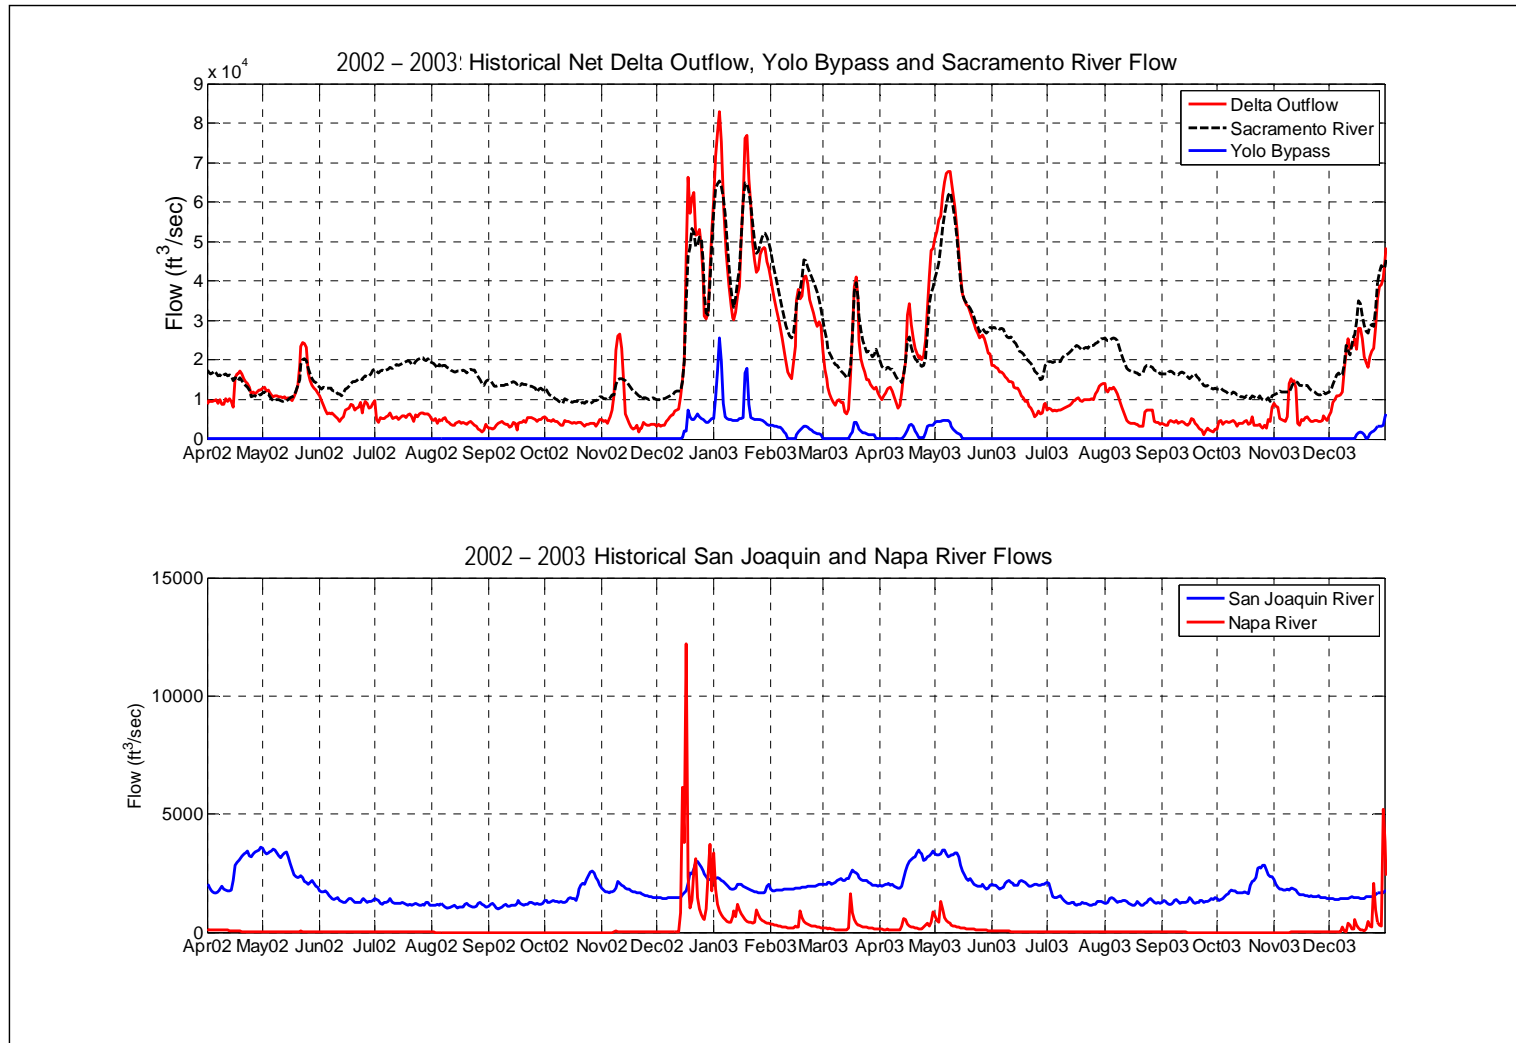 2002 – 2003: Historical Net Delta Outflow, Yolo Bypass and Sacramento River Flow
x 10^4
9
8
7
6
5
4
3
2
1
0
Flow (ft^3/sec)
Delta Outflow
Sacramento River
Yolo Bypass
Apr02 May02 Jun02 Jul02 Aug02 Sep02 Oct02 Nov02 Dec02 Jan03 Feb03 Mar03 Apr03 May03 Jun03 Jul03 Aug03 Sep03 Oct03 Nov03 Dec03
2002 – 2003 Historical San Joaquin and Napa River Flows
15000
10000
5000
0
Flow (ft^3/sec)
San Joaquin River
Napa River
Apr02 May02 Jun02 Jul02 Aug02 Sep02 Oct02 Nov02 Dec02 Jan03 Feb03 Mar03 Apr03 May03 Jun03 Jul03 Aug03 Sep03 Oct03 Nov03 Dec03